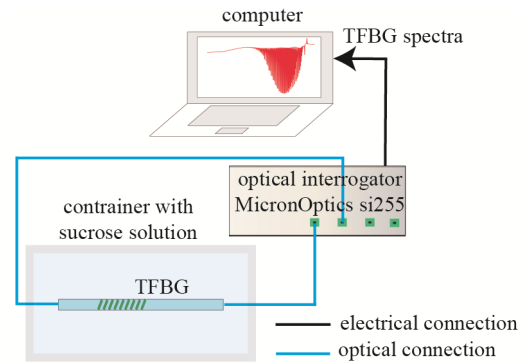 computer
TFBG spectra
optical interrogator
MicronOptics si255
contrainer with
sucrose solution
TFBG
electrical connection
optical connection